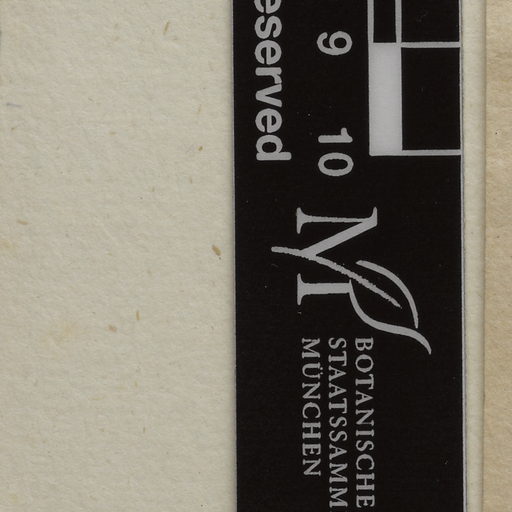 eserved
9
10
M
BOTANISCHE
STAATSSAMM
MÜNCHEN